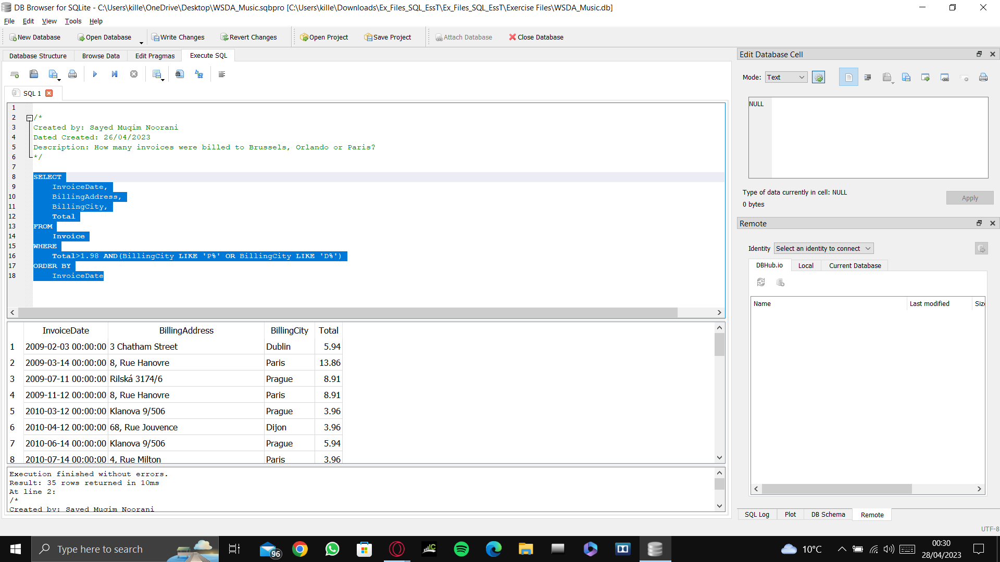 DB Browser for SQLite - C:\Users\kille\OneDrive\Desktop\WSDA_Music.sqbpro [C:\Users\kille\Downloads\Ex_Files_SQL_EssT\Ex_Files_SQL_EssT\Exercise Files\WSDA_Music.db]
File Edit View Tools Help
New Database Open Database Write Changes Revert Changes Open Project Save Project Attach Database Close Database
Database Structure Browse Data Edit Pragmas Execute SQL
SQL 1
1
2 /*
3 Created by: Sayed Muqim Noorani
4 Dated Created: 26/04/2023
5 Description: How many invoices were billed to Brussels, Orlando or Paris?
6 */
7
8 SELECT
9 InvoiceDate,
10 BillingAddress,
11 BillingCity,
12 Total
13 FROM
14 Invoice
15 WHERE
16 Total>1.98 AND(BillingCity LIKE 'P%' OR BillingCity LIKE 'D%')
17 ORDER BY
18 InvoiceDate
InvoiceDate BillingAddress BillingCity Total
1 2009-02-03 00:00:00 3 Chatham Street Dublin 5.94
2 2009-03-14 00:00:00 8, Rue Hanovre Paris 13.86
3 2009-07-11 00:00:00 Rilská 3174/6 Prague 8.91
4 2009-11-12 00:00:00 8, Rue Hanovre Paris 8.91
5 2010-03-12 00:00:00 Klanova 9/506 Prague 3.96
6 2010-04-12 00:00:00 68, Rue Jouvence Dijon 3.96
7 2010-06-14 00:00:00 Klanova 9/506 Prague 5.94
8 2010-07-14 00:00:00 4, Rue Milton Paris 3.96
Execution finished without errors.
Result: 35 rows returned in 10ms
At line 2:
/*
Created by: Sayed Muqim Noorani
Edit Database Cell
Mode: Text
NULL
Type of data currently in cell: NULL
0 bytes
Apply
Remote
Identity Select an identity to connect
DBHub.io Local Current Database
Name Last modified Size
SQL Log Plot DB Schema Remote
UTF-8
Type here to search
96
10°C
00:30
28/04/2023